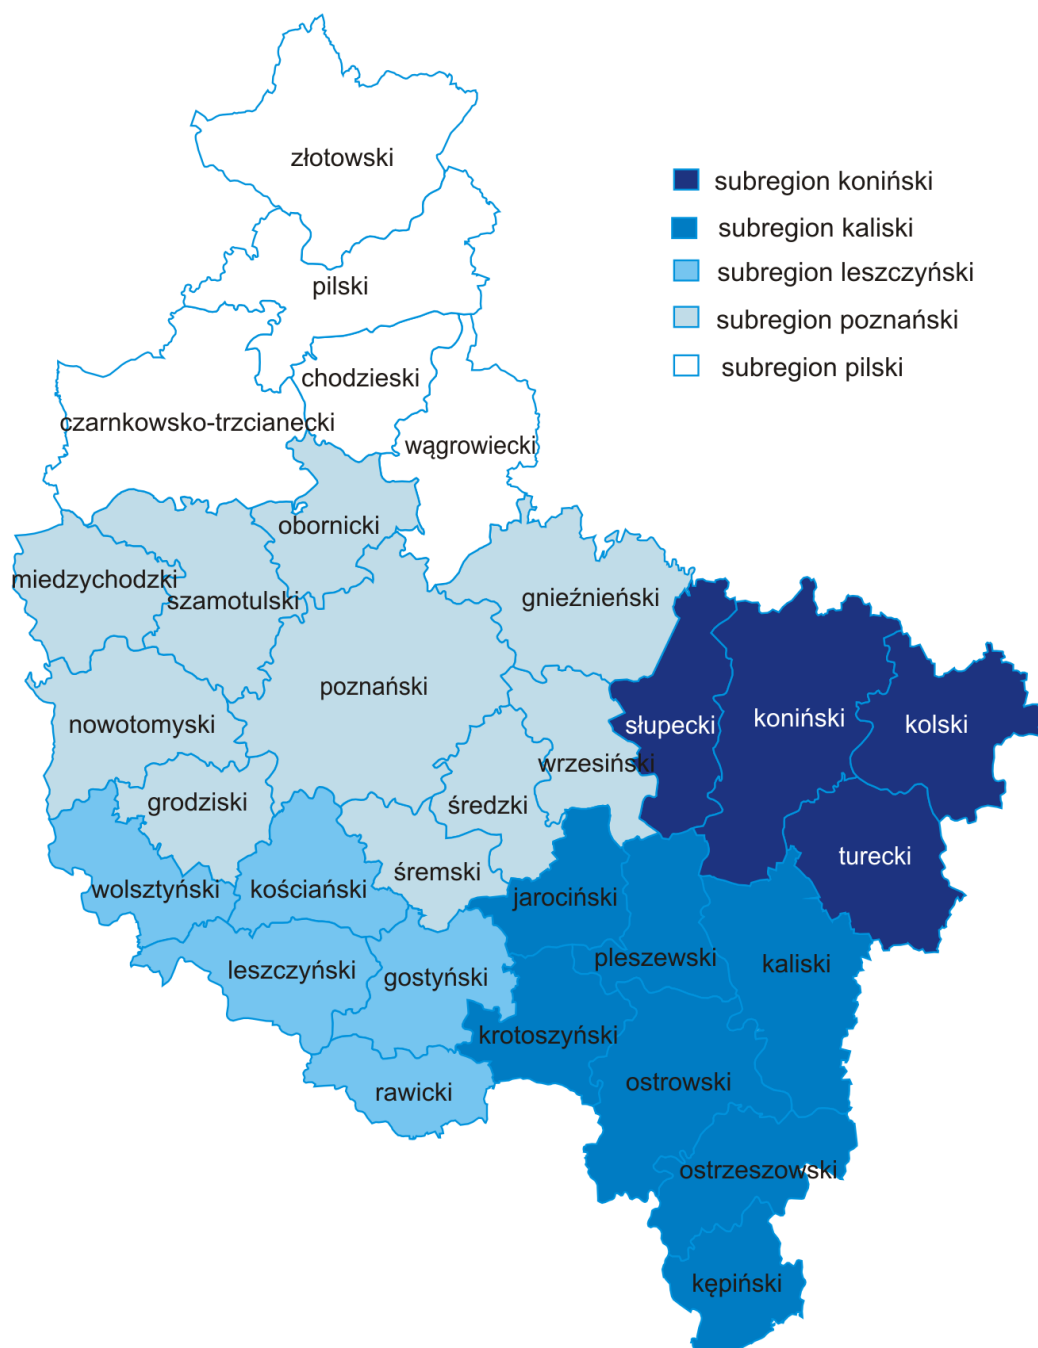 złotowski
subregion koniński
subregion kaliski
subregion leszczyński
subregion poznański
subregion pilski
pilski
chodzieski
czarnkowsko-trzcianecki
wągrowiecki
obornicki
miedzychodzki
szamotulski
gnieźnieński
poznański
nowotomyski
słupecki
koniński
kolski
wrzesiński
grodziski
średzki
turecki
śremski
wolsztyński
kościański
jarociński
leszczyński
gostyński
pleszewski
kaliski
krotoszyński
ostrowski
rawicki
ostrzeszowski
kępiński